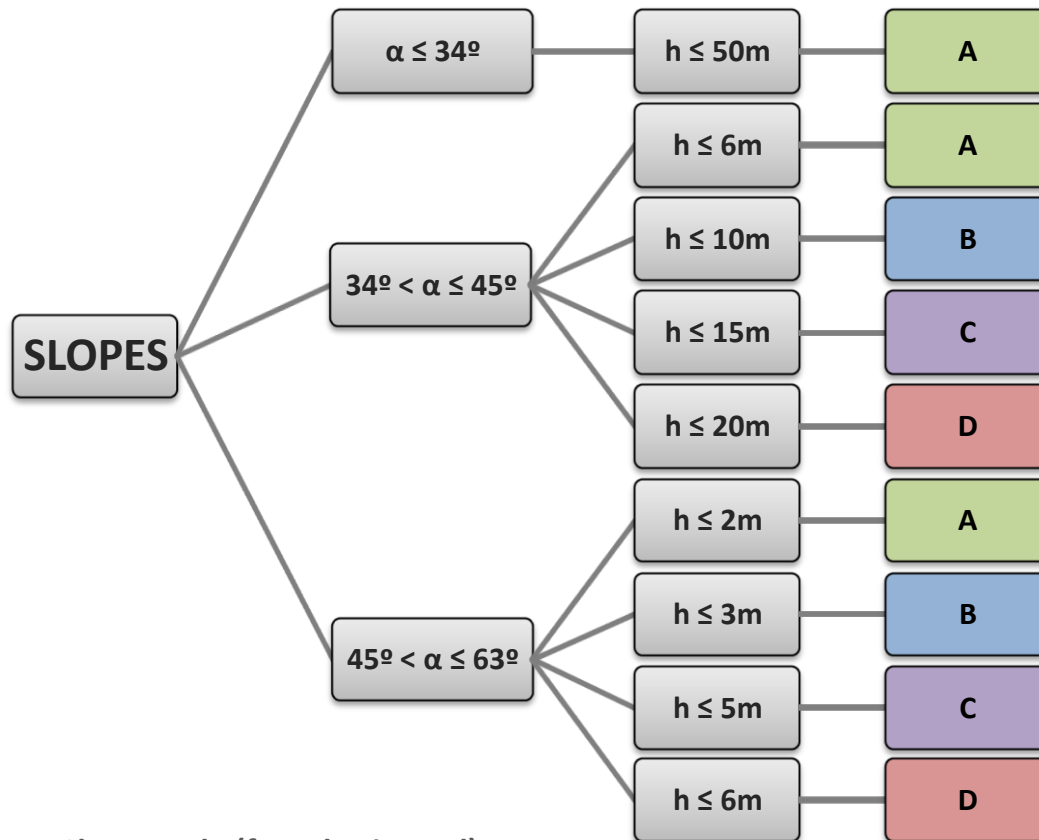 α ≤ 34º
h ≤ 50m
A
h ≤ 6m
A
34º < α ≤ 45º
h ≤ 10m
B
h ≤ 15m
C
h ≤ 20m
D
SLOPES
h ≤ 2m
A
45º < α ≤ 63º
h ≤ 3m
B
h ≤ 5m
C
h ≤ 6m
D